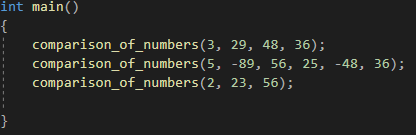 int main()
{
comparison_of_numbers(3, 29, 48, 36);
comparison_of_numbers(5, -89, 56, 25, -48, 36);
comparison_of_numbers(2, 23, 56);
}